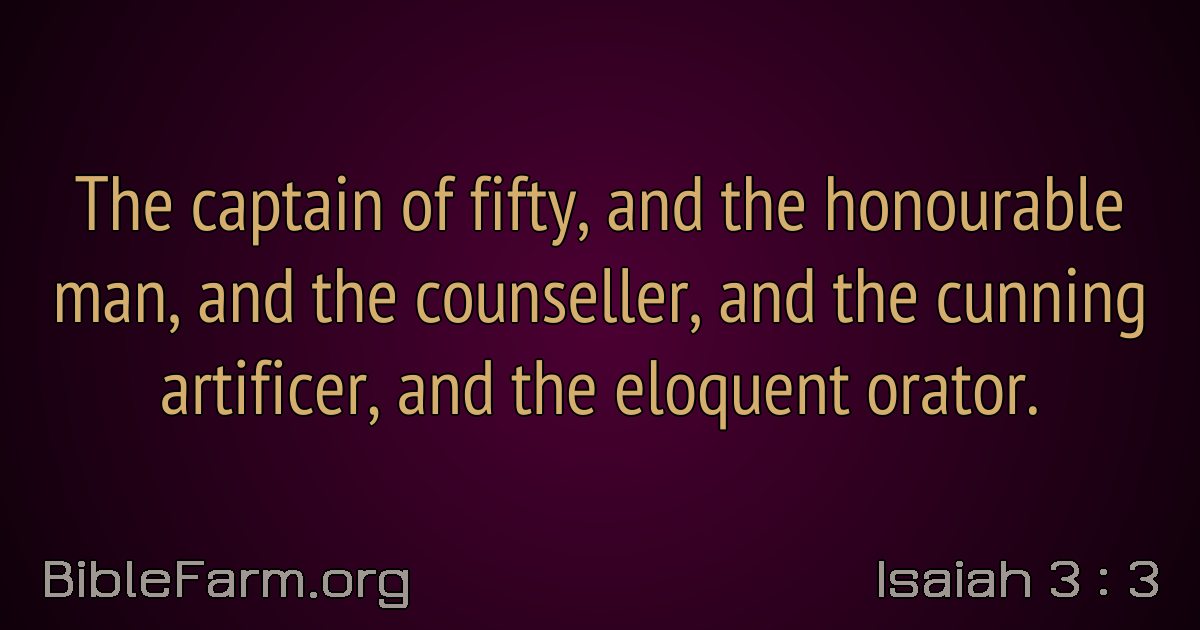 The captain of fifty, and the honourable
man, and the counseller, and the cunning
artificer, and the eloquent orator.
BibleFarm.org
Isaiah 3 : 3